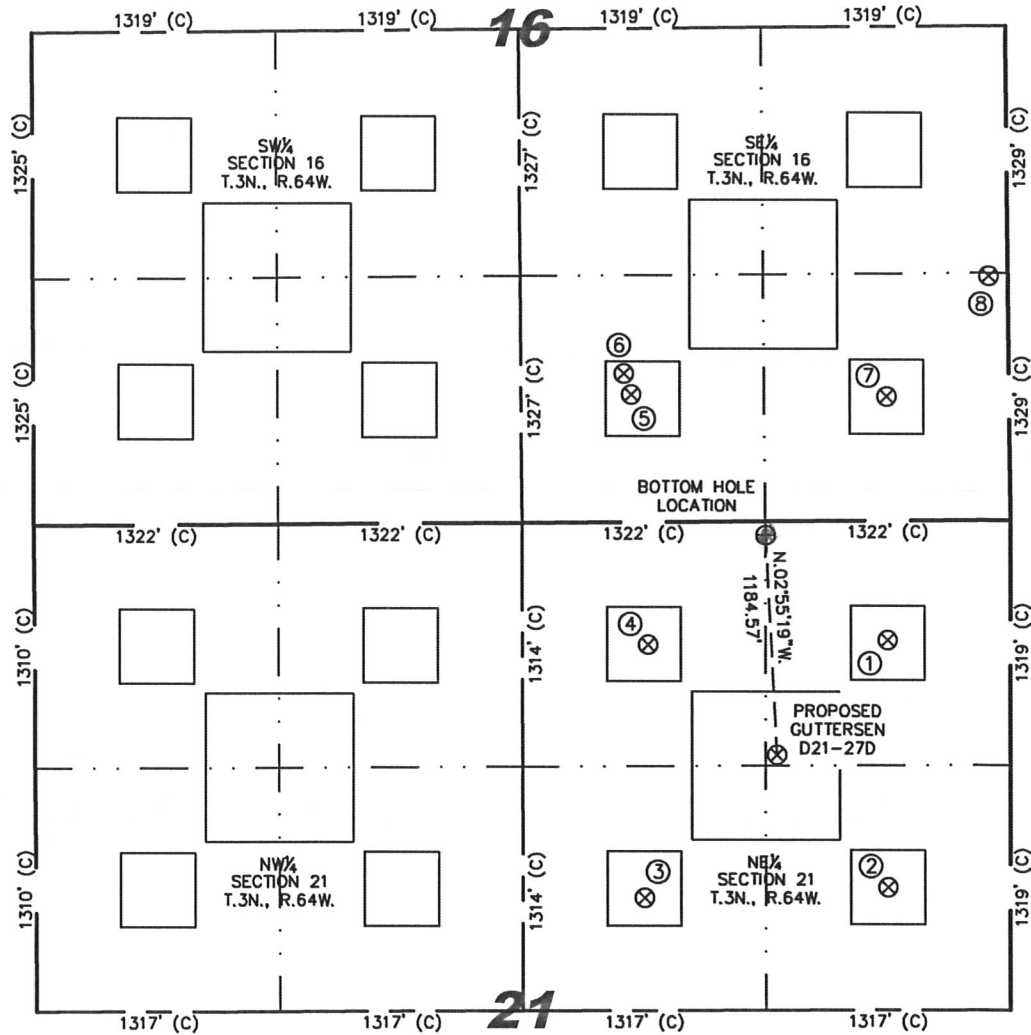 1319' (C)
1319' (C)
16
1319' (C)
1319' (C)
1325' (C)
1327' (C)
1329' (C)
SW¼
SECTION 16
T.3N., R.64W.
SE¼
SECTION 16
T.3N., R.64W.
8
6
7
5
1325' (C)
1327' (C)
1329' (C)
BOTTOM HOLE
LOCATION
1322' (C)
1322' (C)
1322' (C)
1322' (C)
N.02°55'19"W.
1184.57'
4
1
1310' (C)
1314' (C)
1319' (C)
PROPOSED
GUTTERSEN
D21-27D
3
2
NW¼
SECTION 21
T.3N., R.64W.
NE¼
SECTION 21
T.3N., R.64W.
1310' (C)
1314' (C)
1319' (C)
1317' (C)
1317' (C)
21
1317' (C)
1317' (C)